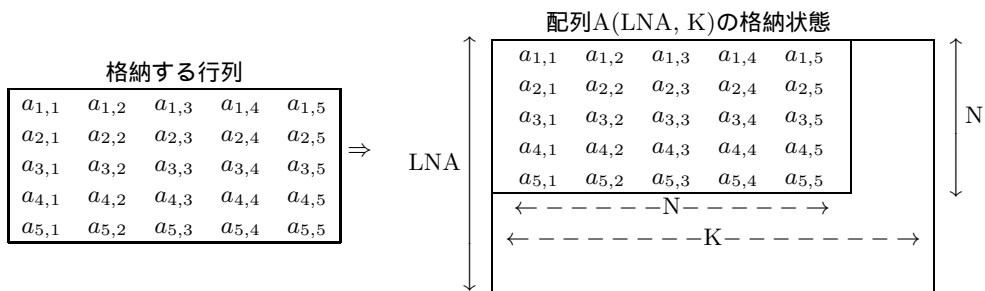 格納する行列
a1,1 a1,2 a1,3 a1,4 a1,5
a2,1 a2,2 a2,3 a2,4 a2,5
a3,1 a3,2 a3,3 a3,4 a3,5
a4,1 a4,2 a4,3 a4,4 a4,5
a5,1 a5,2 a5,3 a5,4 a5,5
⇒
配列A(LNA, K)の格納状態
LNA
a1,1 a1,2 a1,3 a1,4 a1,5
a2,1 a2,2 a2,3 a2,4 a2,5
a3,1 a3,2 a3,3 a3,4 a3,5
a4,1 a4,2 a4,3 a4,4 a4,5
a5,1 a5,2 a5,3 a5,4 a5,5
N
N
K